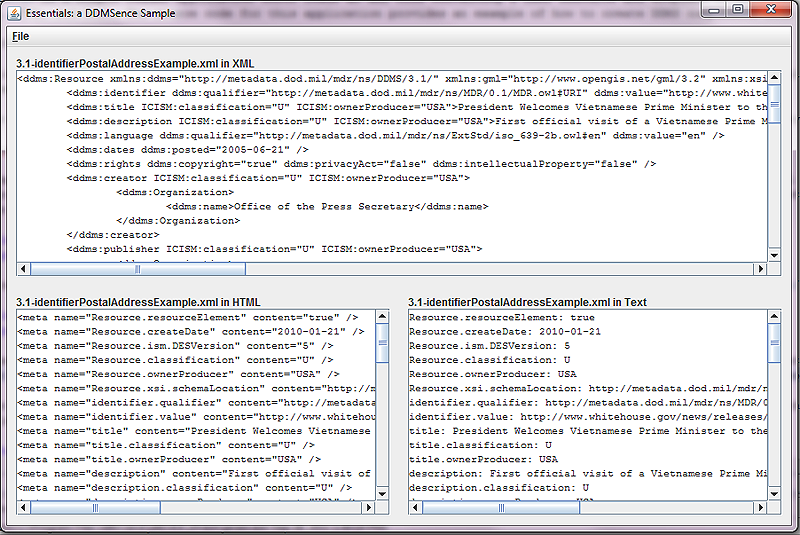 Essentials: a DDMSence Sample
File
3.1-identifierPostalAddressExample.xml in XML
<ddms:Resource xmlns:ddms="http://metadata.dod.mil/mdr/ns/DDMS/3.1/" xmlns:gml="http://www.opengis.net/gml/3.2" xmlns:xsi
<ddms:identifier ddms:qualifier="http://metadata.dod.mil/mdr/ns/MDR/0.1/MDR.owl#URI" ddms:value="http://www.white
<ddms:title ICISM:classification="U" ICISM:ownerProducer="USA">President Welcomes Vietnamese Prime Minister to th
<ddms:description ICISM:classification="U" ICISM:ownerProducer="USA">First official visit of a Vietnamese Prime M
<ddms:language ddms:qualifier="http://metadata.dod.mil/mdr/ns/ExtStd/iso_639-2b.owl#en" ddms:value="en" />
<ddms:dates ddms:posted="2005-06-21" />
<ddms:rights ddms:copyright="true" ddms:privacyAct="false" ddms:intellectualProperty="false" />
<ddms:creator ICISM:classification="U" ICISM:ownerProducer="USA">
<ddms:Organization>
<ddms:name>Office of the Press Secretary</ddms:name>
</ddms:Organization>
</ddms:creator>
<ddms:publisher ICISM:classification="U" ICISM:ownerProducer="USA">
3.1-identifierPostalAddressExample.xml in HTML
<meta name="Resource.resourceElement" content="true" />
<meta name="Resource.createDate" content="2010-01-21" />
<meta name="Resource.ism.DESVersion" content="5" />
<meta name="Resource.classification" content="U" />
<meta name="Resource.ownerProducer" content="USA" />
<meta name="Resource.xsi.schemaLocation" content="http://m
<meta name="identifier.qualifier" content="http://metadata
<meta name="identifier.value" content="http://www.whitehou
<meta name="title" content="President Welcomes Vietnamese
<meta name="title.classification" content="U" />
<meta name="title.ownerProducer" content="USA" />
<meta name="description" content="First official visit of
<meta name="description.classification" content="U" />
3.1-identifierPostalAddressExample.xml in Text
Resource.resourceElement: true
Resource.createDate: 2010-01-21
Resource.ism.DESVersion: 5
Resource.classification: U
Resource.ownerProducer: USA
Resource.xsi.schemaLocation: http://metadata.dod.mil/mdr/n
identifier.qualifier: http://metadata.dod.mil/mdr/ns/MDR/0
identifier.value: http://www.whitehouse.gov/news/releases/
title: President Welcomes Vietnamese Prime Minister to the
title.classification: U
title.ownerProducer: USA
description: First official visit of a Vietnamese Prime Mi
description.classification: U